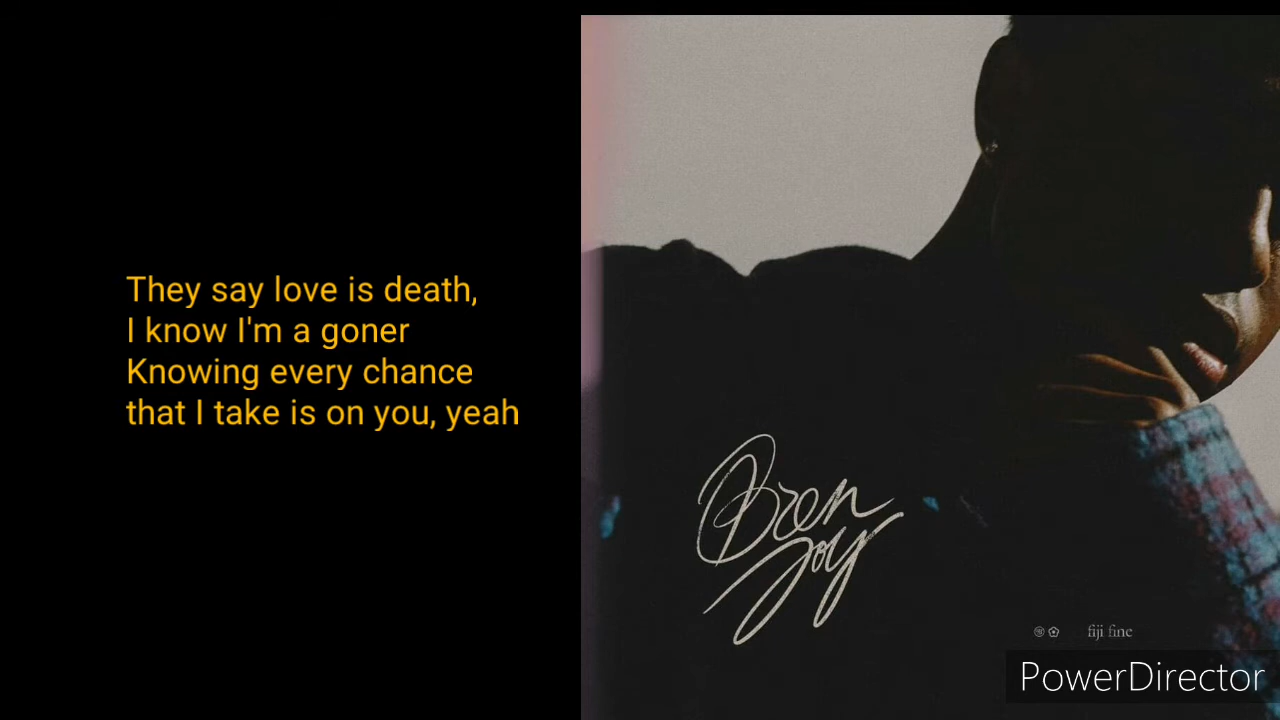 They say love is death,
I know I'm a goner
Knowing every chance
that I take is on you, yeah
Bren
Joy
fiji fine
PowerDirector